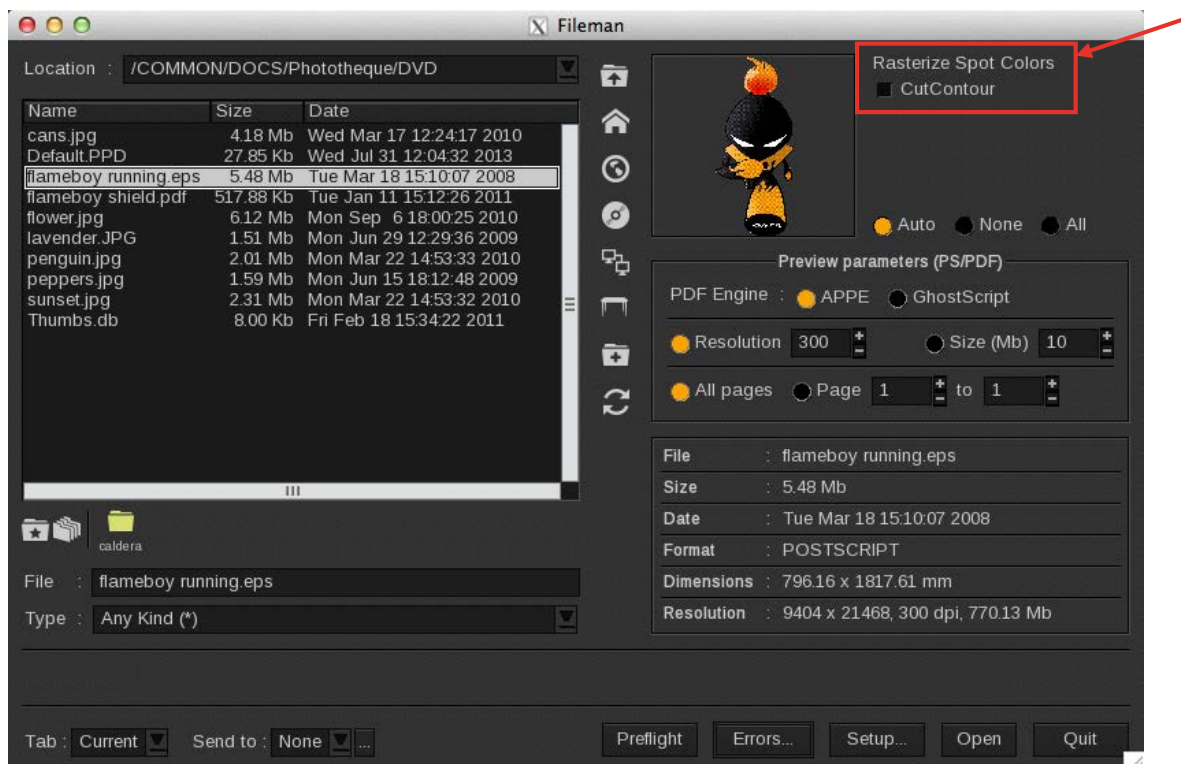 Fileman
Location : /COMMON/DOCS/Phototheque/DVD
Name Size Date
cans.jpg 4.18 Mb Wed Mar 17 12:24:17 2010
Default.PPD 27.85 Kb Wed Jul 31 12:04:32 2013
flameboy running.eps 5.48 Mb Tue Mar 18 15:10:07 2008
flameboy shield.pdf 517.88 Kb Tue Jan 11 15:12:26 2011
flower.jpg 6.12 Mb Mon Sep 6 18:00:25 2010
lavender.JPG 1.51 Mb Mon Jun 29 12:29:36 2009
penguin.jpg 2.01 Mb Mon Mar 22 14:53:33 2010
peppers.jpg 1.59 Mb Mon Jun 15 18:12:48 2009
sunset.jpg 2.31 Mb Mon Mar 22 14:53:32 2010
Thumbs.db 8.00 Kb Fri Feb 18 15:34:22 2011
caldera
File : flameboy running.eps
Type : Any Kind (*)
Rasterize Spot Colors
CutContour
Auto None All
Preview parameters (PS/PDF)
PDF Engine : APPE GhostScript
Resolution 300 Size (Mb) 10
All pages Page 1 to 1
File : flameboy running.eps
Size : 5.48 Mb
Date : Tue Mar 18 15:10:07 2008
Format : POSTSCRIPT
Dimensions : 796.16 x 1817.61 mm
Resolution : 9404 x 21468, 300 dpi, 770.13 Mb
Tab : Current Send to : None ...
Preflight Errors... Setup... Open Quit